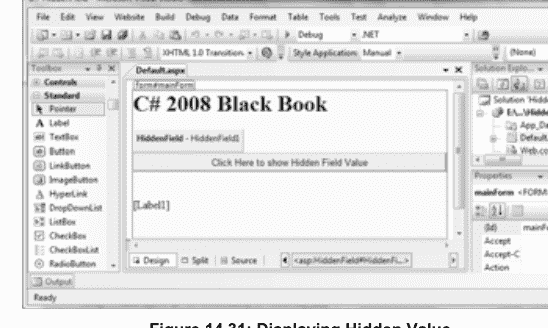 File Edit View Website Build Debug Data Format Table Tools Test Analyze Window Help
Debug .NET
XHTML 1.0 Transition Style Application: Manual (None)
Toolbox
Default.aspx
Solution Explo...
Controls
Standard
Pointer
Label
TextBox
Button
LinkButton
ImageButton
HyperLink
DropDownList
ListBox
CheckBox
CheckBoxList
RadioButton
form#mainForm
C# 2008 Black Book
HiddenField - HiddenField1
Click Here to show Hidden Field Value
[Label1]
Design Split Source <asp:HiddenField#HiddenFi...>
Solution 'Hidd
E:\...\Hidde
App_Da
Default.
Web.co
Properties
mainForm <FORM
(Id) mainF
Accept
Accept-C
Action
Output
Ready
Figure 14.31: Displaying Hidden Value